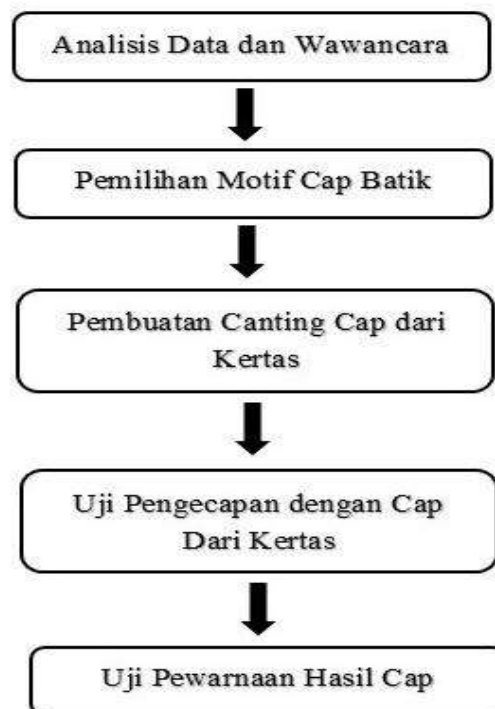 Analisis Data dan Wawancara
Pemilihan Motif Cap Batik
Pembuatan Canting Cap dari
Kertas
Uji Pengecapan dengan Cap
Dari Kertas
Uji Pewarnaan Hasil Cap